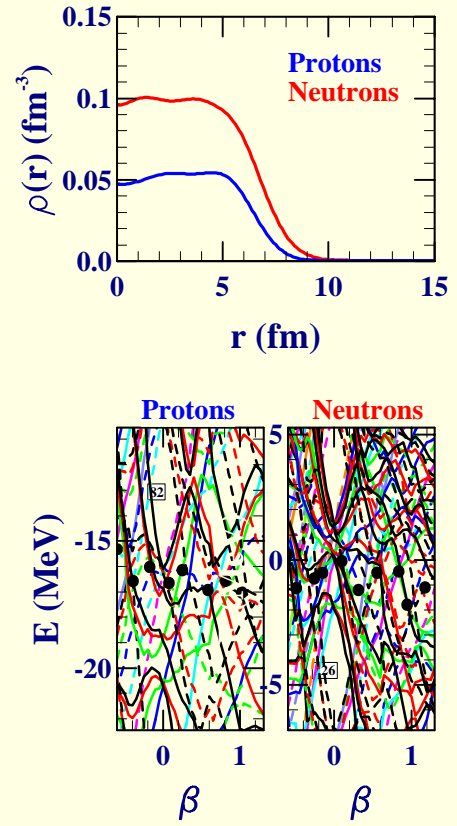 0.15
0.1
0.05
0.0
ρ(r) (fm⁻³)
Protons
Neutrons
0 5 10 15
r (fm)
Protons Neutrons
E (MeV)
-15
-20
82
5
0
-5
26
0 1 0 1
β β